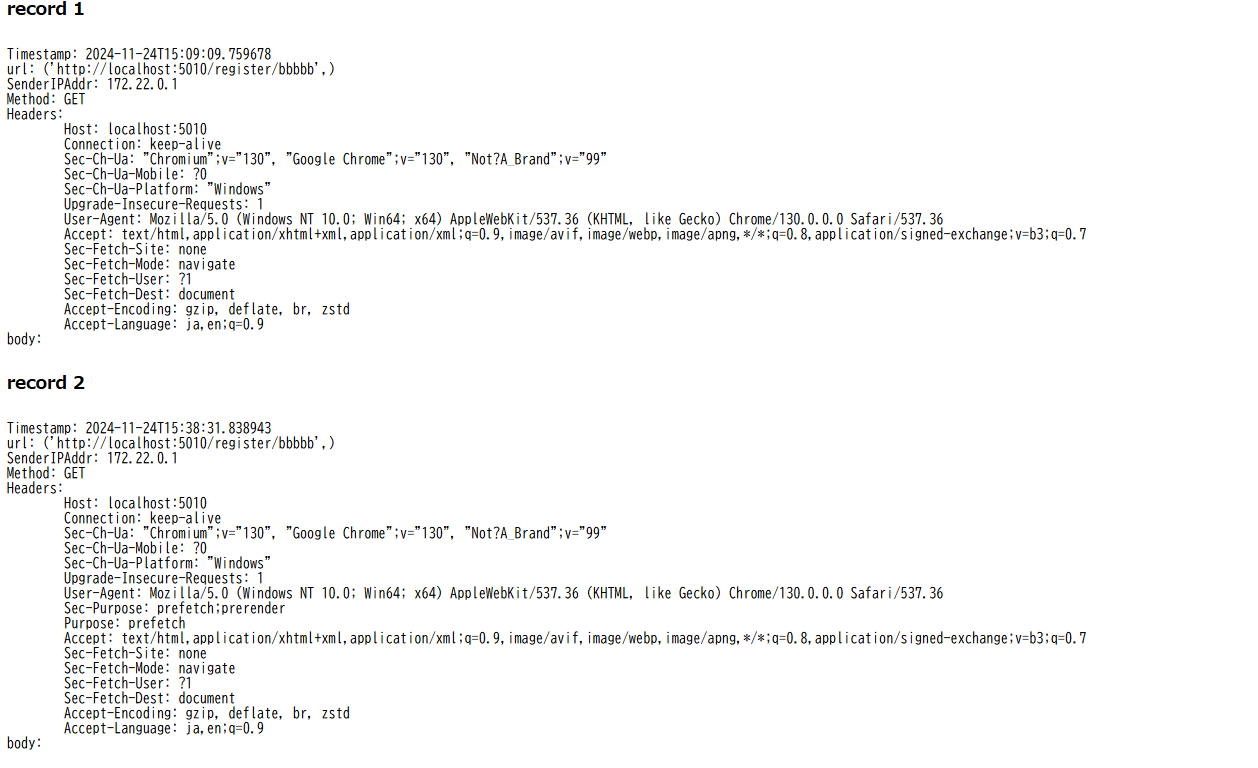 record 1
Timestamp: 2024-11-24T15:09:09.759678
url: ('http://localhost:5010/register/bbbbb',)
SenderIPAddr: 172.22.0.1
Method: GET
Headers:
Host: localhost:5010
Connection: keep-alive
Sec-Ch-Ua: "Chromium";v="130", "Google Chrome";v="130", "Not?A_Brand";v="99"
Sec-Ch-Ua-Mobile: ?0
Sec-Ch-Ua-Platform: "Windows"
Upgrade-Insecure-Requests: 1
User-Agent: Mozilla/5.0 (Windows NT 10.0; Win64; x64) AppleWebKit/537.36 (KHTML, like Gecko) Chrome/130.0.0.0 Safari/537.36
Accept: text/html,application/xhtml+xml,application/xml;q=0.9,image/avif,image/webp,image/apng,*/*;q=0.8,application/signed-exchange;v=b3;q=0.7
Sec-Fetch-Site: none
Sec-Fetch-Mode: navigate
Sec-Fetch-User: ?1
Sec-Fetch-Dest: document
Accept-Encoding: gzip, deflate, br, zstd
Accept-Language: ja,en;q=0.9
body:
record 2
Timestamp: 2024-11-24T15:38:31.838943
url: ('http://localhost:5010/register/bbbbb',)
SenderIPAddr: 172.22.0.1
Method: GET
Headers:
Host: localhost:5010
Connection: keep-alive
Sec-Ch-Ua: "Chromium";v="130", "Google Chrome";v="130", "Not?A_Brand";v="99"
Sec-Ch-Ua-Mobile: ?0
Sec-Ch-Ua-Platform: "Windows"
Upgrade-Insecure-Requests: 1
User-Agent: Mozilla/5.0 (Windows NT 10.0; Win64; x64) AppleWebKit/537.36 (KHTML, like Gecko) Chrome/130.0.0.0 Safari/537.36
Sec-Purpose: prefetch;prerender
Purpose: prefetch
Accept: text/html,application/xhtml+xml,application/xml;q=0.9,image/avif,image/webp,image/apng,*/*;q=0.8,application/signed-exchange;v=b3;q=0.7
Sec-Fetch-Site: none
Sec-Fetch-Mode: navigate
Sec-Fetch-User: ?1
Sec-Fetch-Dest: document
Accept-Encoding: gzip, deflate, br, zstd
Accept-Language: ja,en;q=0.9
body: